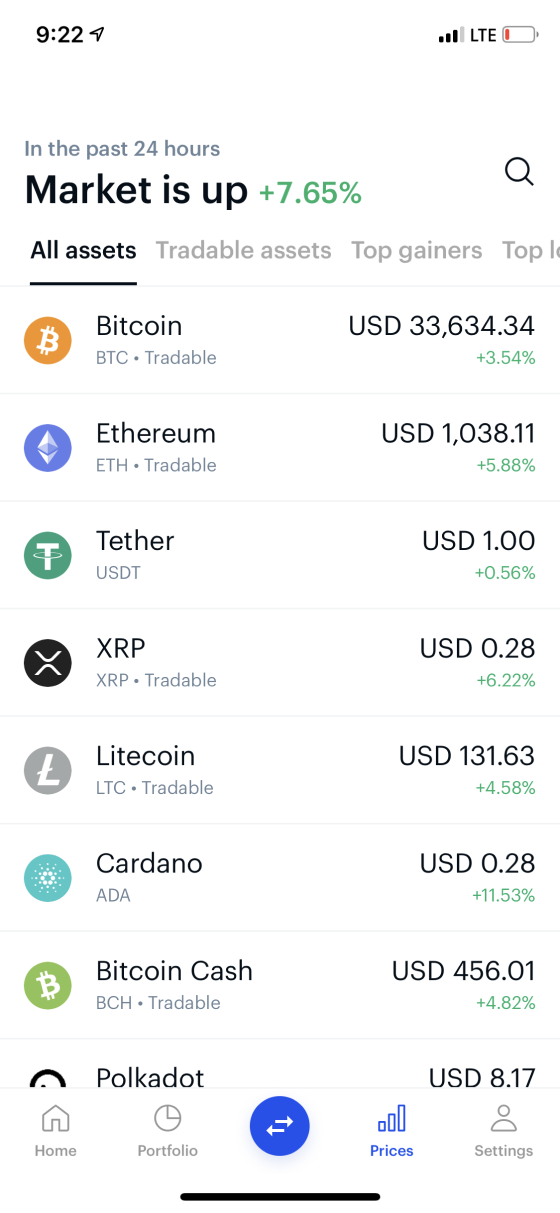 9:22 LTE
In the past 24 hours
Market is up +7.65%
All assets Tradable assets Top gainers Top
Bitcoin USD 33,634.34
BTC • Tradable +3.54%
Ethereum USD 1,038.11
ETH • Tradable +5.88%
Tether USD 1.00
USDT +0.56%
XRP USD 0.28
XRP • Tradable +6.22%
Litecoin USD 131.63
LTC • Tradable +4.58%
Cardano USD 0.28
ADA +11.53%
Bitcoin Cash USD 456.01
BCH • Tradable +4.82%
Polkadot USD 8.17
Home Portfolio Prices Settings